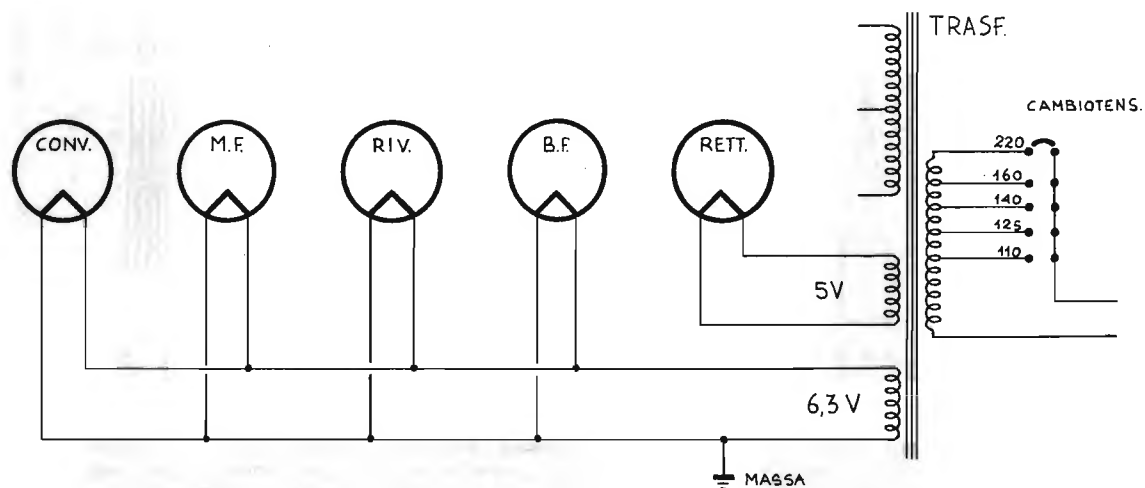 TRASF.
CAMBIOTENS.
CONV.
M.F.
RIV.
B.F.
RETT.
220
160
140
125
110
5V
6,3 V
MASSA